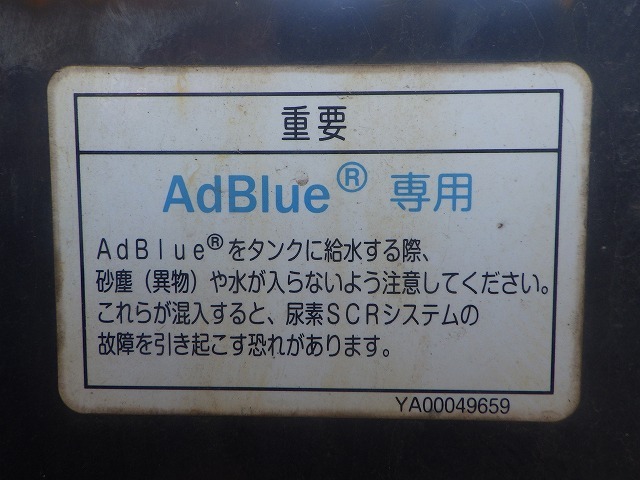 重要
AdBlue® 専用
AdBlue®をタンクに給水する際、
砂塵（異物）や水が入らないよう注意してください。
これらが混入すると、尿素SCRシステムの
故障を引き起こす恐れがあります。
YA00049659